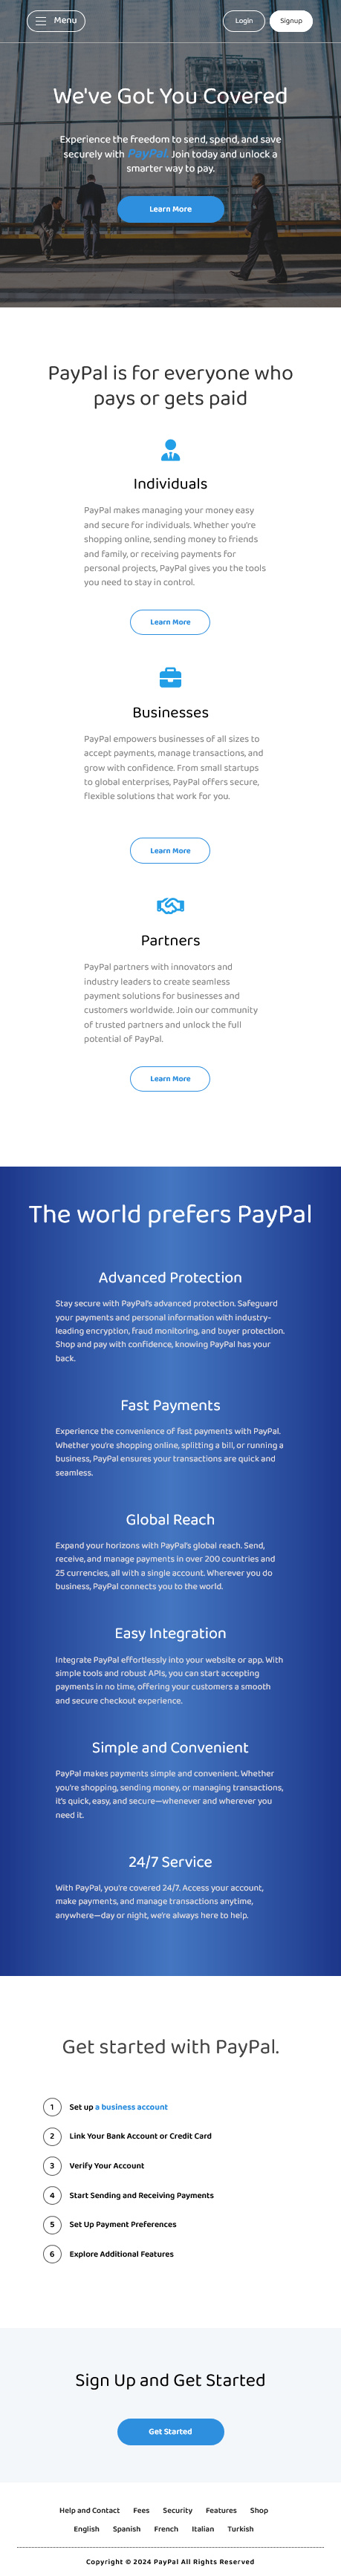 Menu
Login
Signup
We've Got You Covered
Experience the freedom to send, spend, and save
securely with PayPal. Join today and unlock a
smarter way to pay.
Learn More
PayPal is for everyone who
pays or gets paid
Individuals
PayPal makes managing your money easy
and secure for individuals. Whether you're
shopping online, sending money to friends
and family, or receiving payments for
personal projects, PayPal gives you the tools
you need to stay in control.
Learn More
Businesses
PayPal empowers businesses of all sizes to
accept payments, manage transactions, and
grow with confidence. From small startups
to global enterprises, PayPal offers secure,
flexible solutions that work for you.
Learn More
Partners
PayPal partners with innovators and
industry leaders to create seamless
payment solutions for businesses and
customers worldwide. Join our community
of trusted partners and unlock the full
potential of PayPal.
Learn More
The world prefers PayPal
Advanced Protection
Stay secure with PayPal's advanced protection. Safeguard
your payments and personal information with industry-
leading encryption, fraud monitoring, and buyer protection.
Shop and pay with confidence, knowing PayPal has your
back.
Fast Payments
Experience the convenience of fast payments with PayPal.
Whether you're shopping online, splitting a bill, or running a
business, PayPal ensures your transactions are quick and
seamless.
Global Reach
Expand your horizons with PayPal's global reach. Send,
receive, and manage payments in over 200 countries and
25 currencies, all with a single account. Wherever you do
business, PayPal connects you to the world.
Easy Integration
Integrate PayPal effortlessly into your website or app. With
simple tools and robust APIs, you can start accepting
payments in no time, offering your customers a smooth
and secure checkout experience.
Simple and Convenient
PayPal makes payments simple and convenient. Whether
you're shopping, sending money, or managing transactions,
it's quick, easy, and secure—whenever and wherever you
need it.
24/7 Service
With PayPal, you're covered 24/7. Access your account,
make payments, and manage transactions anytime,
anywhere—day or night, we're always here to help.
Get started with PayPal.
1 Set up a business account
2 Link Your Bank Account or Credit Card
3 Verify Your Account
4 Start Sending and Receiving Payments
5 Set Up Payment Preferences
6 Explore Additional Features
Sign Up and Get Started
Get Started
Help and Contact Fees Security Features Shop
English Spanish French Italian Turkish
Copyright © 2024 PayPal All Rights Reserved